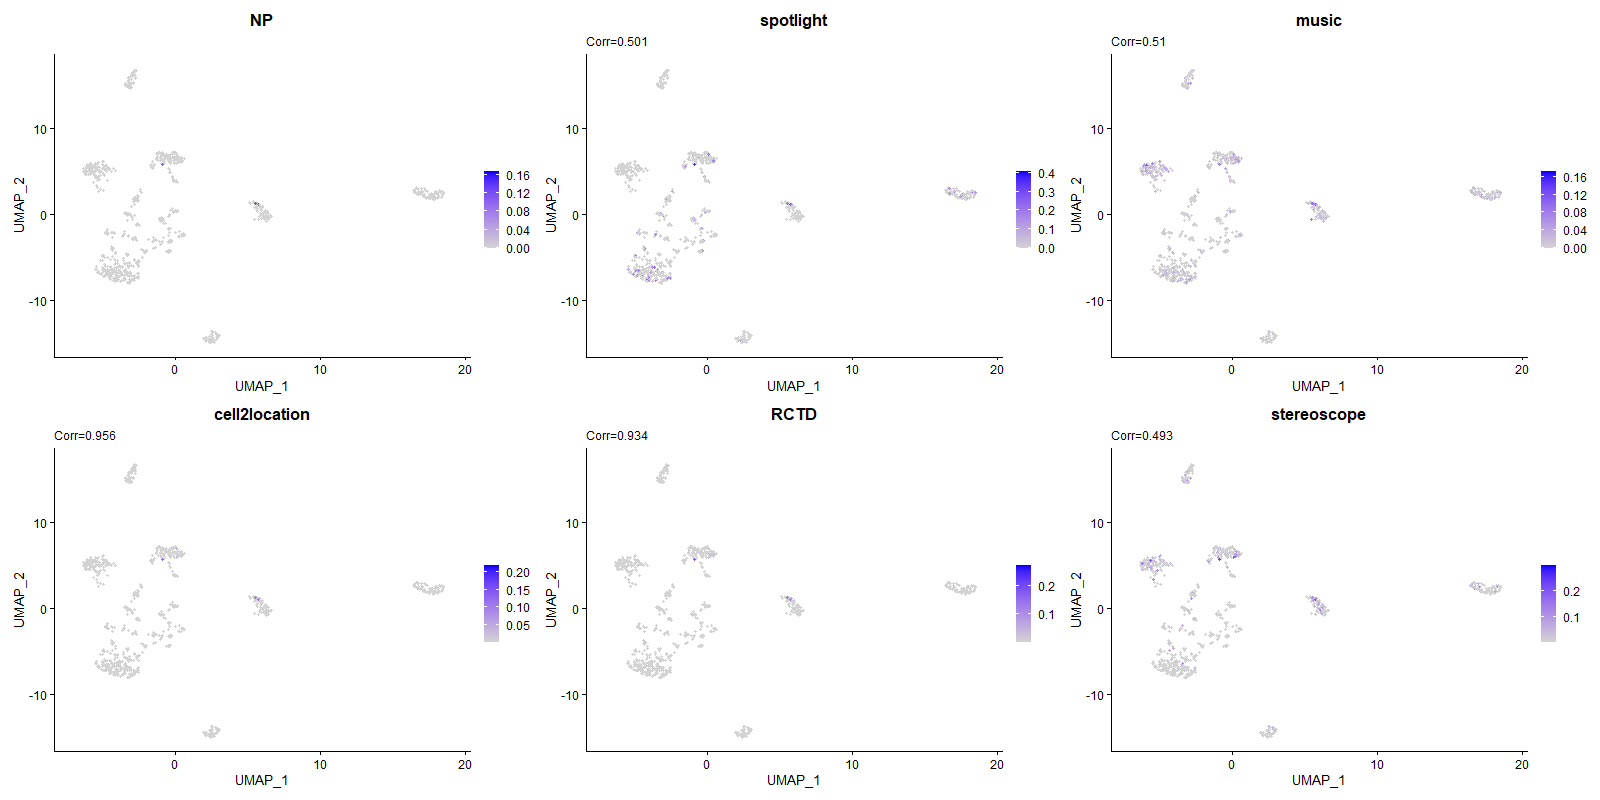 NP
UMAP_2
10
0
-10
0
10
20
UMAP_1
0.16
0.12
0.08
0.04
0.00
spotlight
Corr=0.501
UMAP_2
10
0
-10
0
10
20
UMAP_1
0.4
0.3
0.2
0.1
0.0
music
Corr=0.51
UMAP_2
10
0
-10
0
10
20
UMAP_1
0.16
0.12
0.08
0.04
0.00
cell2location
Corr=0.956
UMAP_2
10
0
-10
0
10
20
UMAP_1
0.20
0.15
0.10
0.05
RCTD
Corr=0.934
UMAP_2
10
0
-10
0
10
20
UMAP_1
0.2
0.1
stereoscope
Corr=0.493
UMAP_2
10
0
-10
0
10
20
UMAP_1
0.2
0.1